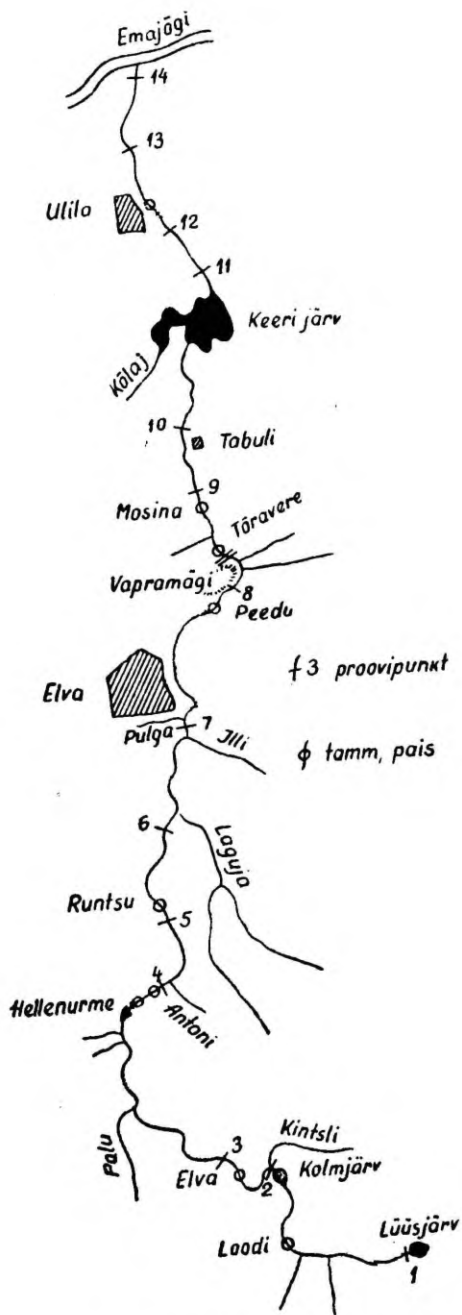 Emajõgi
14
13
Ulila
12
11
Keeri järv
Kõlaj
10
Tabuli
9
Mosina
Tõravere
Vapramägi
8
Peedu
Elva
3 proovipunkt
7
Pulga
Illi
tamm, pais
6
Laguja
Runtsu
5
4
Hellenurme
Antoni
Kintsli
3
Palu
Elva
2
Kolmjärv
Lüüsjärv
Loodi
1